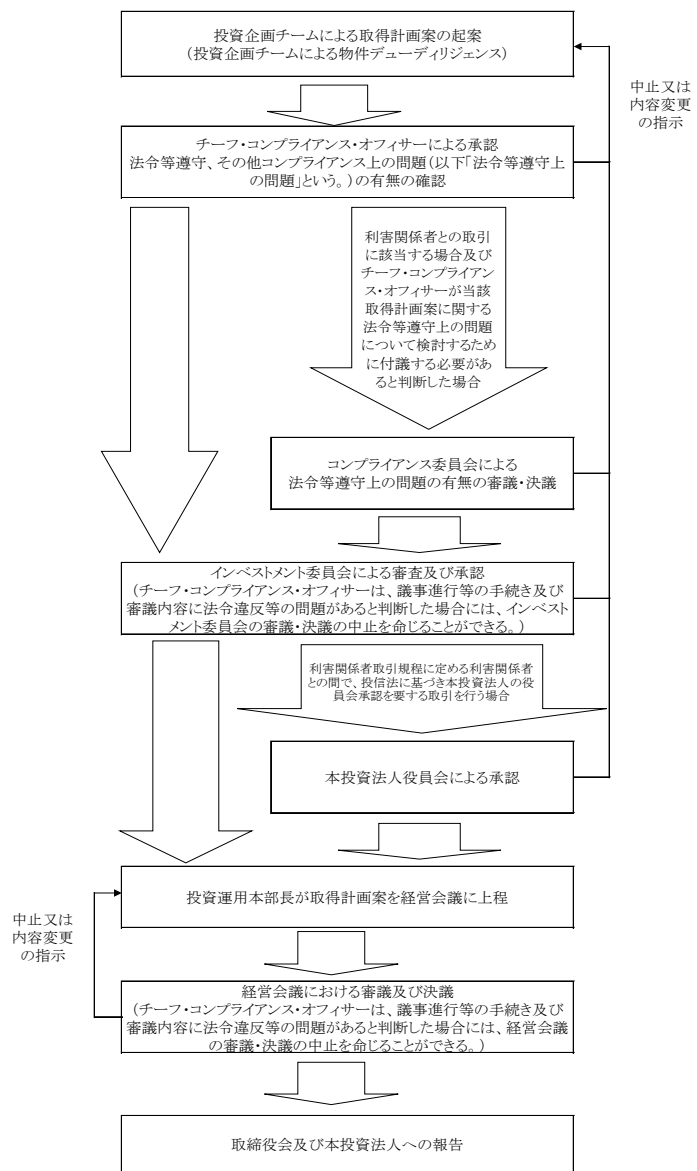 投資企画チームによる取得計画案の起案
(投資企画チームによる物件デューディリジェンス)
中止又は
内容変更
の指示
チーフ・コンプライアンス・オフィサーによる承認
法令等遵守、その他コンプライアンス上の問題(以下「法令等遵守上
の問題」という。)の有無の確認
利害関係者との取引
に該当する場合及び
チーフ・コンプライアン
ス・オフィサーが当該
取得計画案に関する
法令等遵守上の問題
について検討するため
に付議する必要があ
ると判断した場合
コンプライアンス委員会による
法令等遵守上の問題の有無の審議・決議
インベストメント委員会による審査及び承認
(チーフ・コンプライアンス・オフィサーは、議事進行等の手続き及び
審議内容に法令違反等の問題があると判断した場合には、インベスト
メント委員会の審議・決議の中止を命じることができる。)
利害関係者取引規程に定める利害関係者
との間で、投信法に基づき本投資法人の役
員会承認を要する取引を行う場合
本投資法人役員会による承認
投資運用本部長が取得計画案を経営会議に上程
中止又は
内容変更
の指示
経営会議における審議及び決議
(チーフ・コンプライアンス・オフィサーは、議事進行等の手続き及び
審議内容に法令違反等の問題があると判断した場合には、経営会議
の審議・決議の中止を命じることができる。)
取締役会及び本投資法人への報告